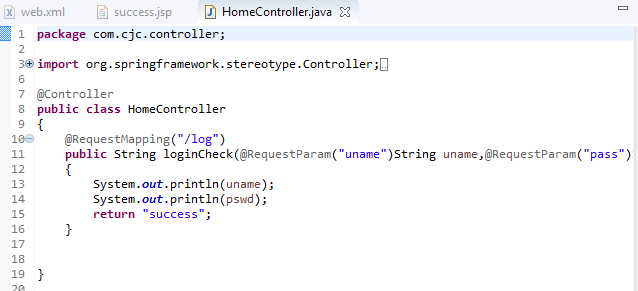 web.xml success.jsp HomeController.java
1 package com.cjc.controller;
2
3 import org.springframework.stereotype.Controller;
6
7 @Controller
8 public class HomeController
9 {
10 @RequestMapping("/log")
11 public String loginCheck(@RequestParam("uname")String uname,@RequestParam("pass")
12 {
13 System.out.println(uname);
14 System.out.println(pswd);
15 return "success";
16 }
17
18
19 }
20